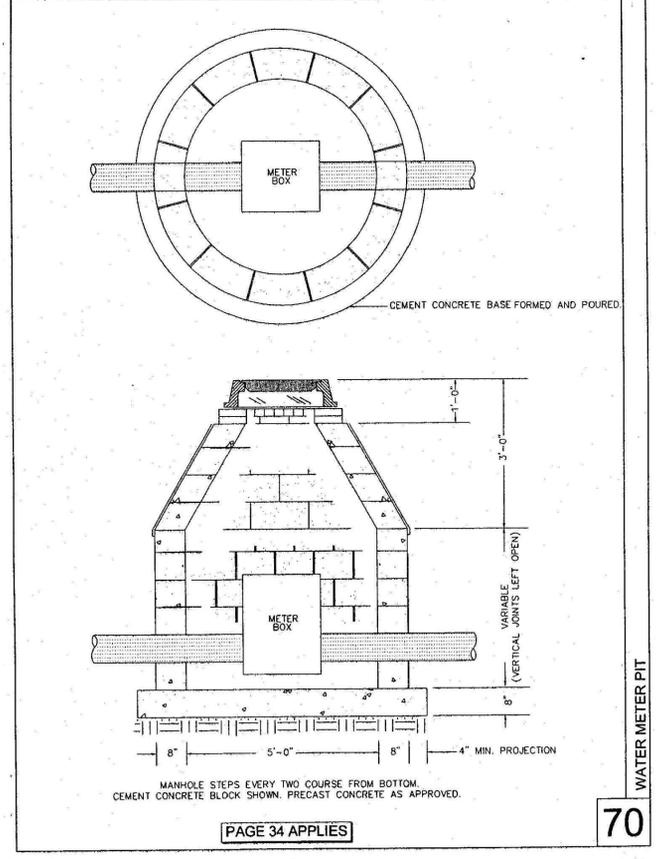 METER
BOX
CEMENT CONCRETE BASE FORMED AND POURED.
1'-0"
3'-0"
VARIABLE
(VERTICAL JOINTS LEFT OPEN)
METER
BOX
8"
8"
5'-0"
8"
4" MIN. PROJECTION
MANHOLE STEPS EVERY TWO COURSE FROM BOTTOM.
CEMENT CONCRETE BLOCK SHOWN. PRECAST CONCRETE AS APPROVED.
PAGE 34 APPLIES
WATER METER PIT
70